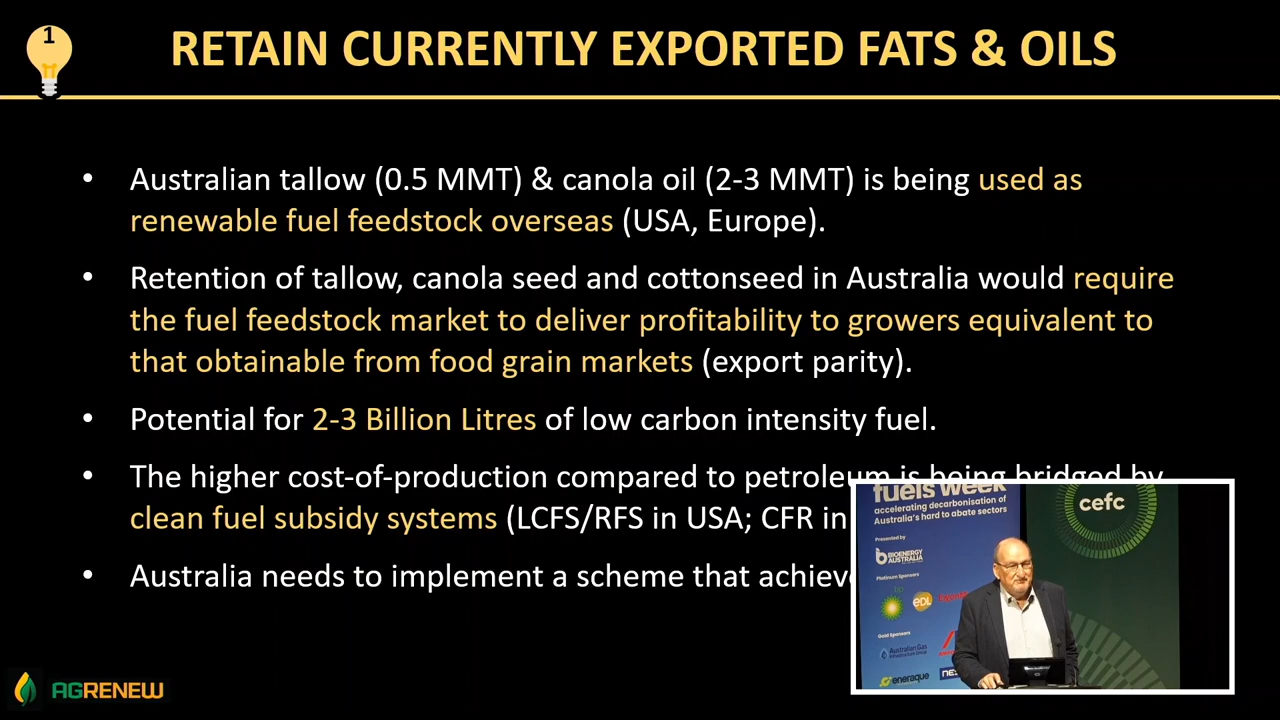 1
RETAIN CURRENTLY EXPORTED FATS & OILS
• Australian tallow (0.5 MMT) & canola oil (2-3 MMT) is being used as
renewable fuel feedstock overseas (USA, Europe).
• Retention of tallow, canola seed and cottonseed in Australia would require
the fuel feedstock market to deliver profitability to growers equivalent to
that obtainable from food grain markets (export parity).
• Potential for 2-3 Billion Litres of low carbon intensity fuel.
• The higher cost-of-production compared to petroleum is being bridged by
clean fuel subsidy systems (LCFS/RFS in USA; CFR in
• Australia needs to implement a scheme that
fuels week
accelerating decarbonisation of
Australia's hard to abate sectors
Presented by
BIOENERGY
AUSTRALIA
Platinum Sponsors
bp
EDL
Gold Sponsors
Australian Gas
Infrastructure Group
eneraque
cefc
AGRENEW